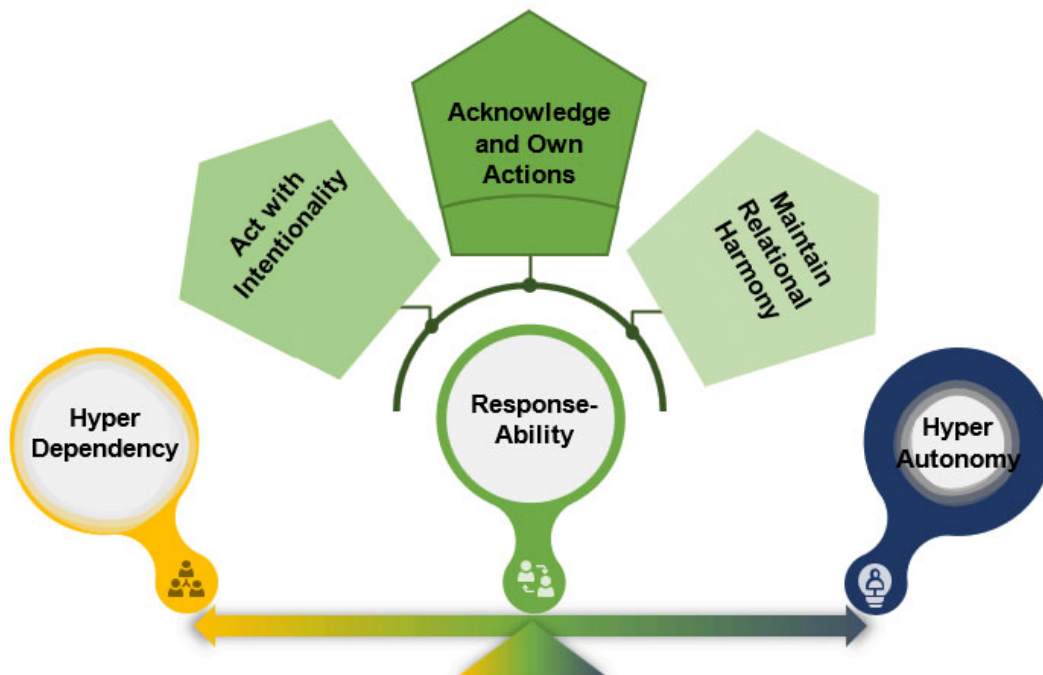 Acknowledge
and Own
Actions
Act with
Intentionality
Maintain
Relational
Harmony
Hyper
Dependency
Response-
Ability
Hyper
Autonomy